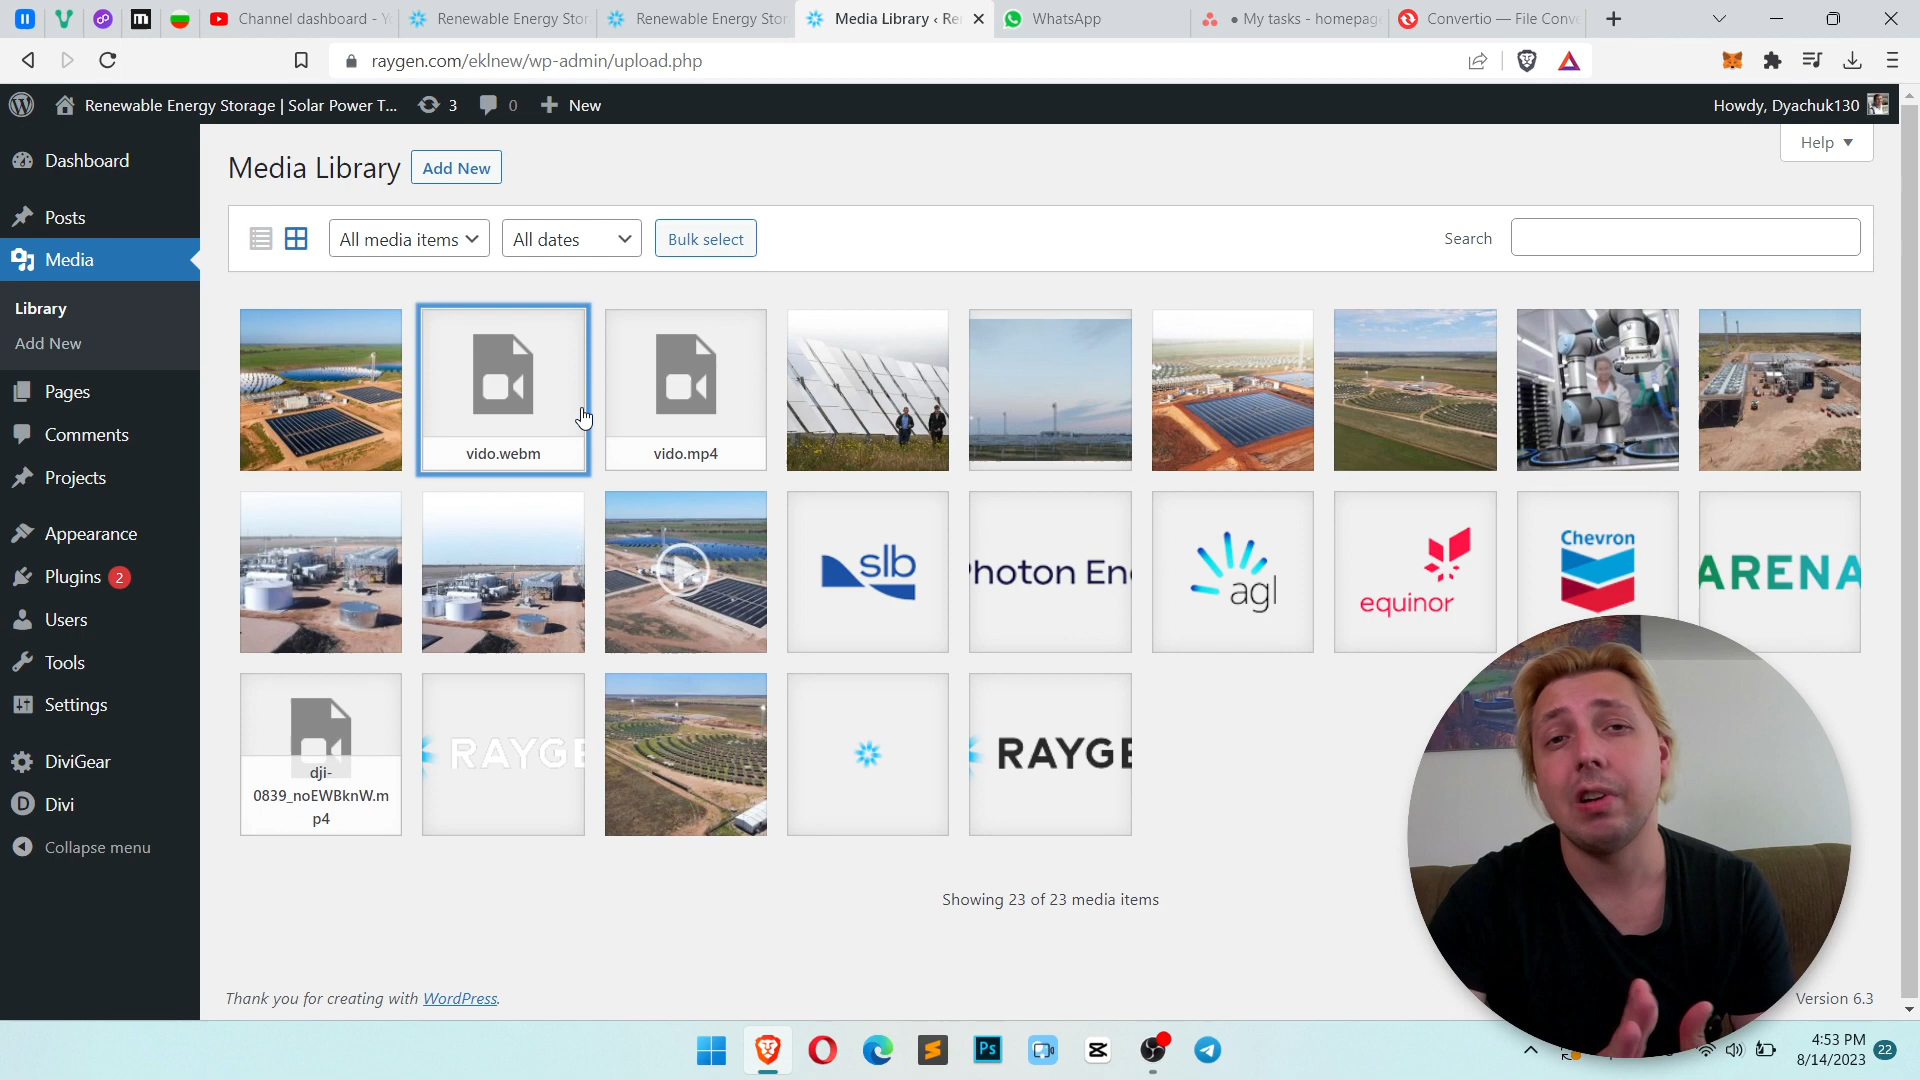 Channel dashboard - Y
Renewable Energy Stor
Renewable Energy Stor
Media Library ‹ Re
WhatsApp
● My tasks - homepag
Convertio — File Conve
raygen.com/eklnew/wp-admin/upload.php
Renewable Energy Storage | Solar Power T...
3
0
New
Howdy, Dyachuk130
Dashboard
Posts
Media
Library
Add New
Pages
Comments
Projects
Appearance
Plugins 2
Users
Tools
Settings
DiviGear
Divi
Collapse menu
Help
Media Library
Add New
All media items
All dates
Bulk select
Search
vido.webm
vido.mp4
slb
Photon En
agl
equinor
Chevron
ARENA
dji-
0839_noEWBknW.m
p4
RAYGE
RAYGE
Showing 23 of 23 media items
Thank you for creating with WordPress.
Version 6.3
Ps
4:53 PM
8/14/2023
22